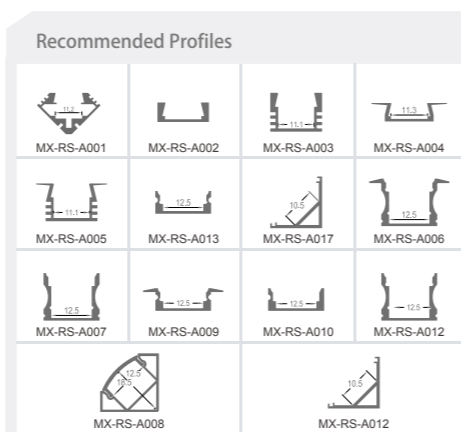 Recommended Profiles
11.2
MX-RS-A001
MX-RS-A002
11.1
MX-RS-A003
11.3
MX-RS-A004
11.1
MX-RS-A005
12.5
MX-RS-A013
10.5
MX-RS-A017
12.5
MX-RS-A006
12.5
MX-RS-A007
12.5
MX-RS-A009
12.5
MX-RS-A010
12.5
MX-RS-A012
12.5
18.5
MX-RS-A008
10.5
MX-RS-A012